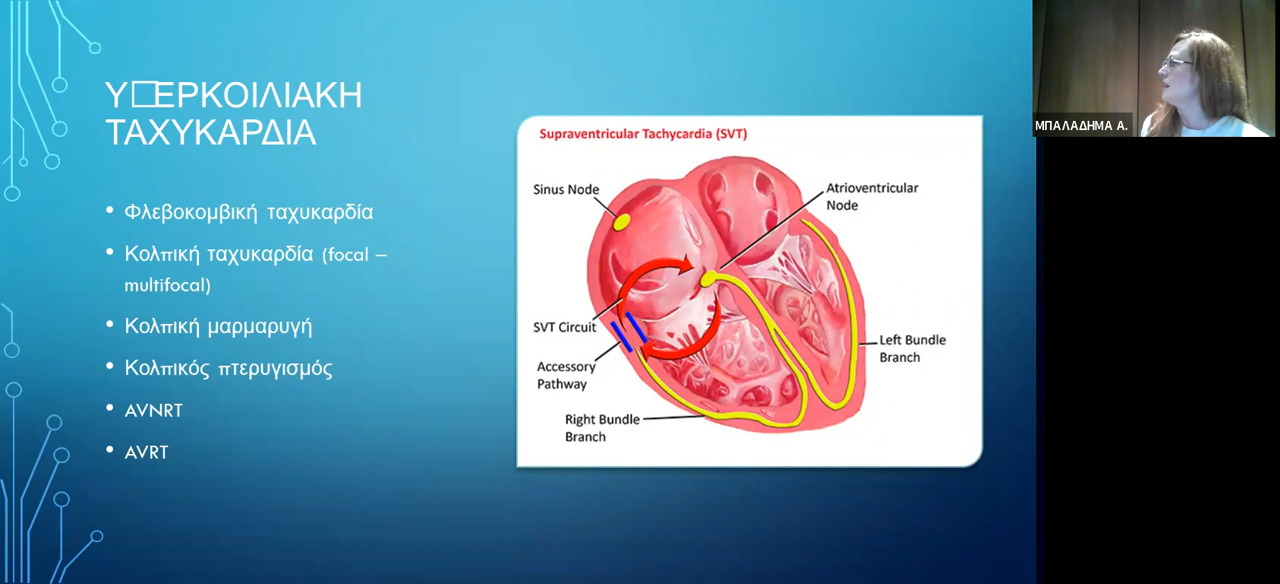 Υ□ΕΡΚΟΙΛΙΑΚΗ
ΤΑΧΥΚΑΡΔΙΑ
• Φλεβοκομβική ταχυκαρδία
• Κολπική ταχυκαρδία (focal –
multifocal)
• Κολπική μαρμαρυγή
• Κολπικός πτερυγισμός
• AVNRT
• AVRT
Supraventricular Tachycardia (SVT)
Sinus Node
Atrioventricular
Node
SVT Circuit
Accessory
Pathway
Right Bundle
Branch
Left Bundle
Branch
ΜΠΑΛΑΔΗΜΑ Α.